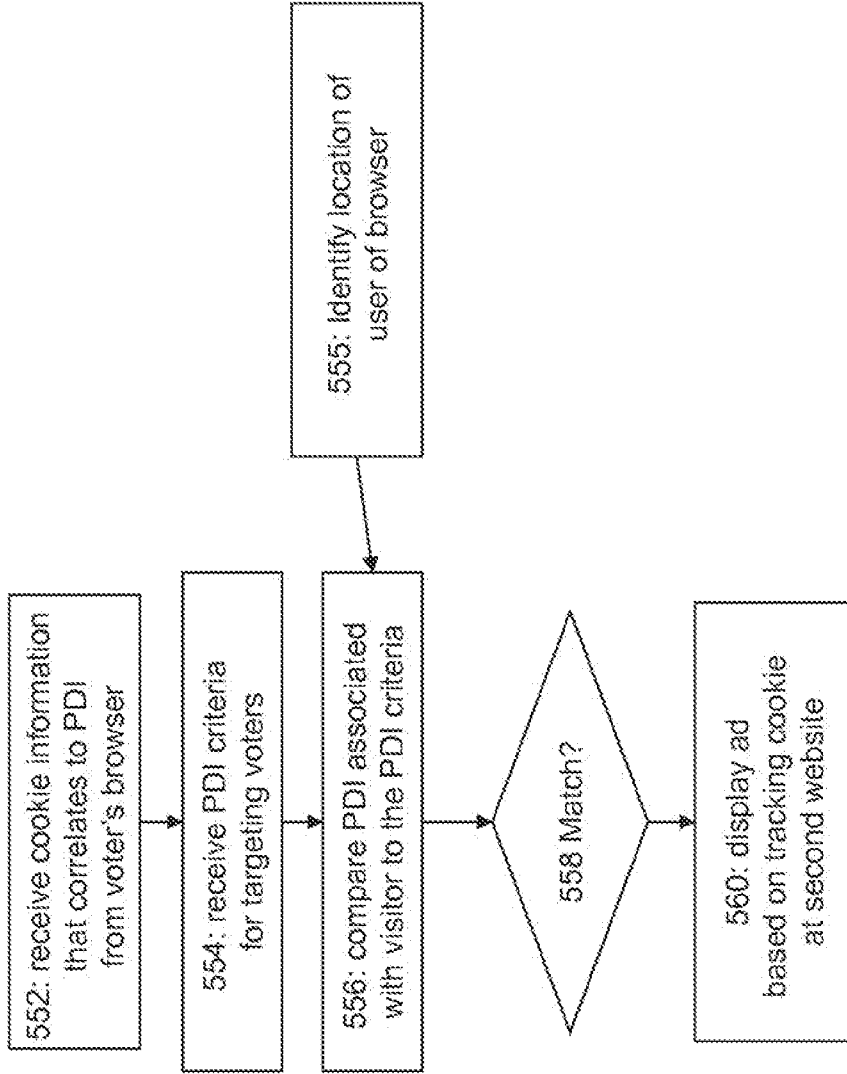 552: receive cookie information
that correlates to PDI
from voter's browser
554: receive PDI criteria
for targeting voters
555: Identify location of
user of browser
556: compare PDI associated
with visitor to the PDI criteria
558 Match?
560: display ad
based on tracking cookie
at second website